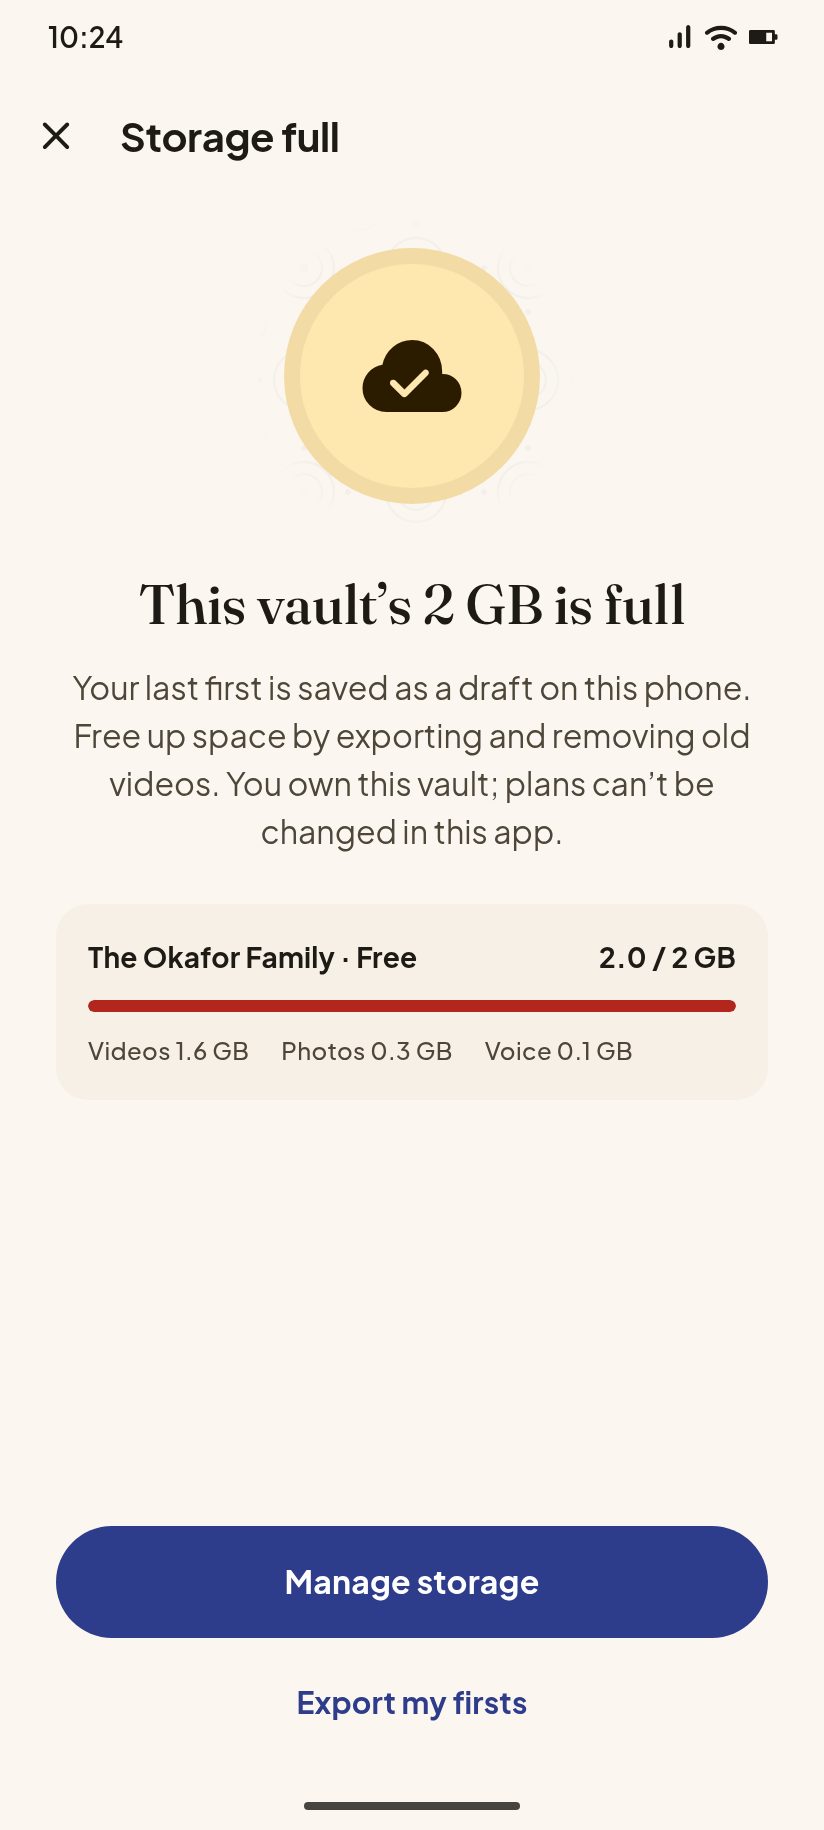 10:24
Storage full
This vault’s 2 GB is full
Your last first is saved as a draft on this phone.
Free up space by exporting and removing old
videos. You own this vault; plans can’t be
changed in this app.
The Okafor Family · Free 2.0 / 2 GB
Videos 1.6 GB Photos 0.3 GB Voice 0.1 GB
Manage storage
Export my firsts